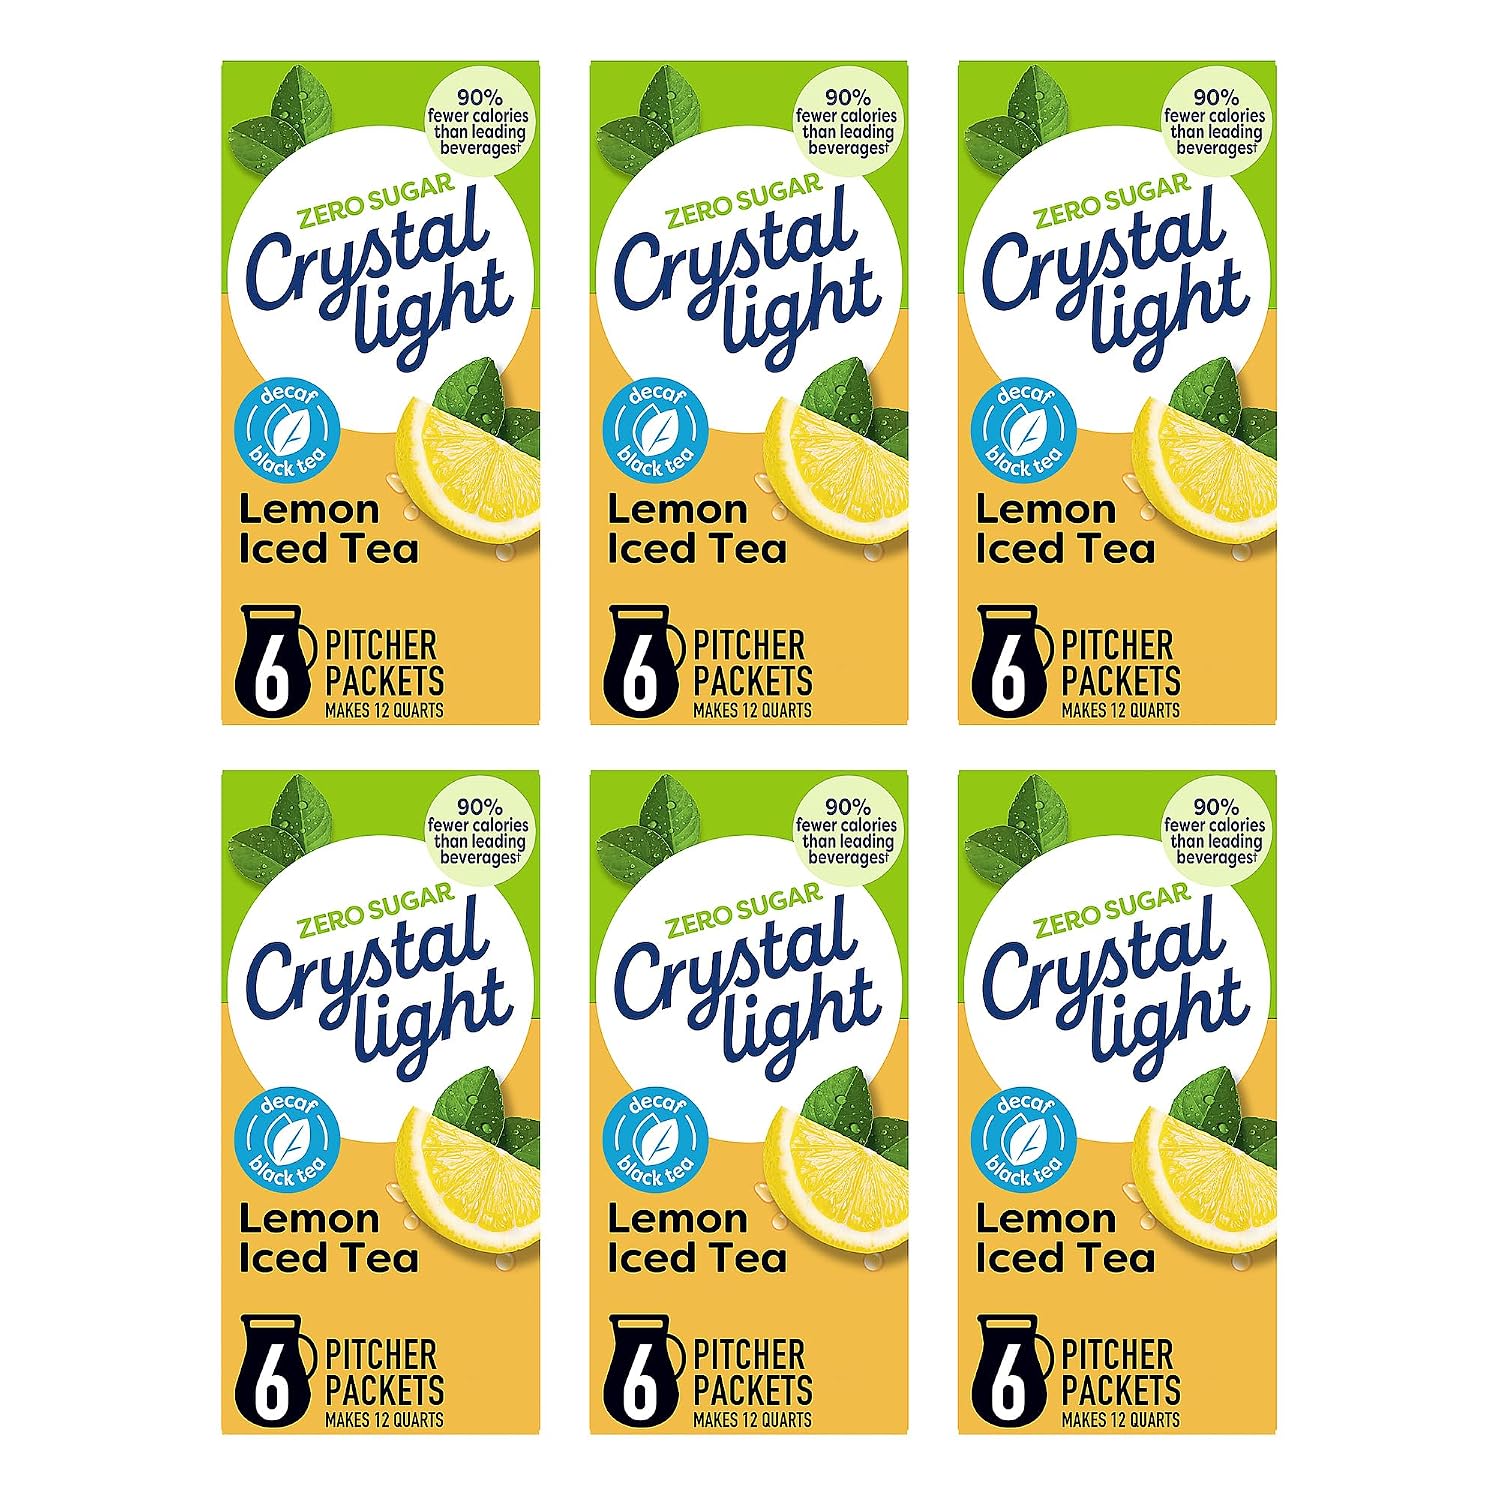 90%
fewer calories
than leading
beverages†
ZERO SUGAR
Crystal
light
decaf
black tea
Lemon
Iced Tea
6
PITCHER
PACKETS
MAKES 12 QUARTS
90%
fewer calories
than leading
beverages†
ZERO SUGAR
Crystal
light
decaf
black tea
Lemon
Iced Tea
6
PITCHER
PACKETS
MAKES 12 QUARTS
90%
fewer calories
than leading
beverages†
ZERO SUGAR
Crystal
light
decaf
black tea
Lemon
Iced Tea
6
PITCHER
PACKETS
MAKES 12 QUARTS
90%
fewer calories
than leading
beverages†
ZERO SUGAR
Crystal
light
decaf
black tea
Lemon
Iced Tea
6
PITCHER
PACKETS
MAKES 12 QUARTS
90%
fewer calories
than leading
beverages†
ZERO SUGAR
Crystal
light
decaf
black tea
Lemon
Iced Tea
6
PITCHER
PACKETS
MAKES 12 QUARTS
90%
fewer calories
than leading
beverages†
ZERO SUGAR
Crystal
light
decaf
black tea
Lemon
Iced Tea
6
PITCHER
PACKETS
MAKES 12 QUARTS